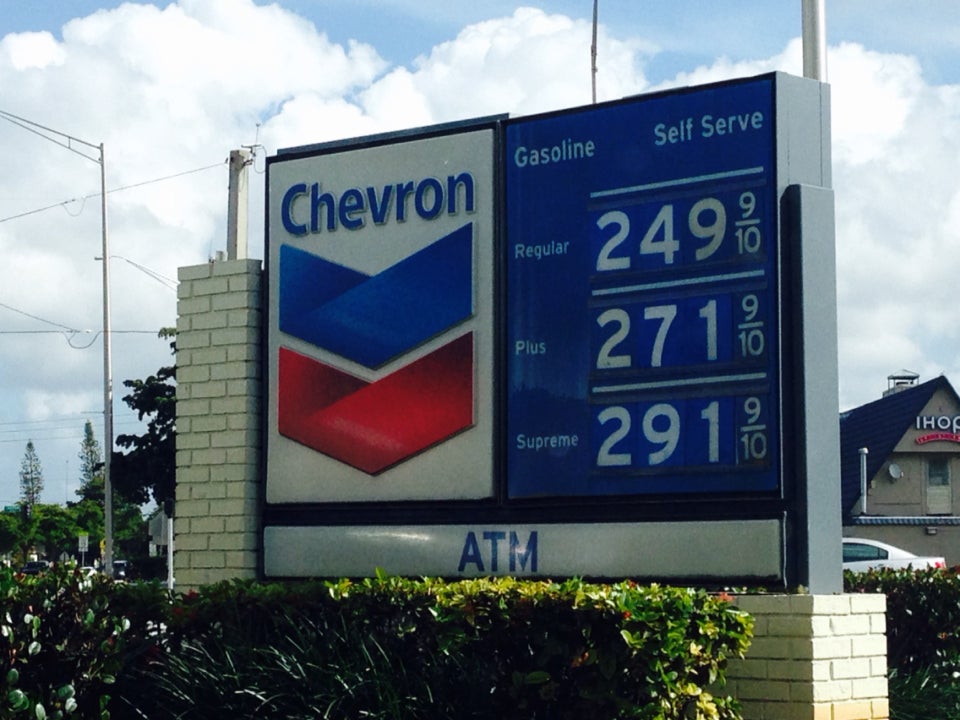 Chevron
Gasoline Self Serve
Regular 249 9/10
Plus 271 9/10
Supreme 291 9/10
ATM
IHOP